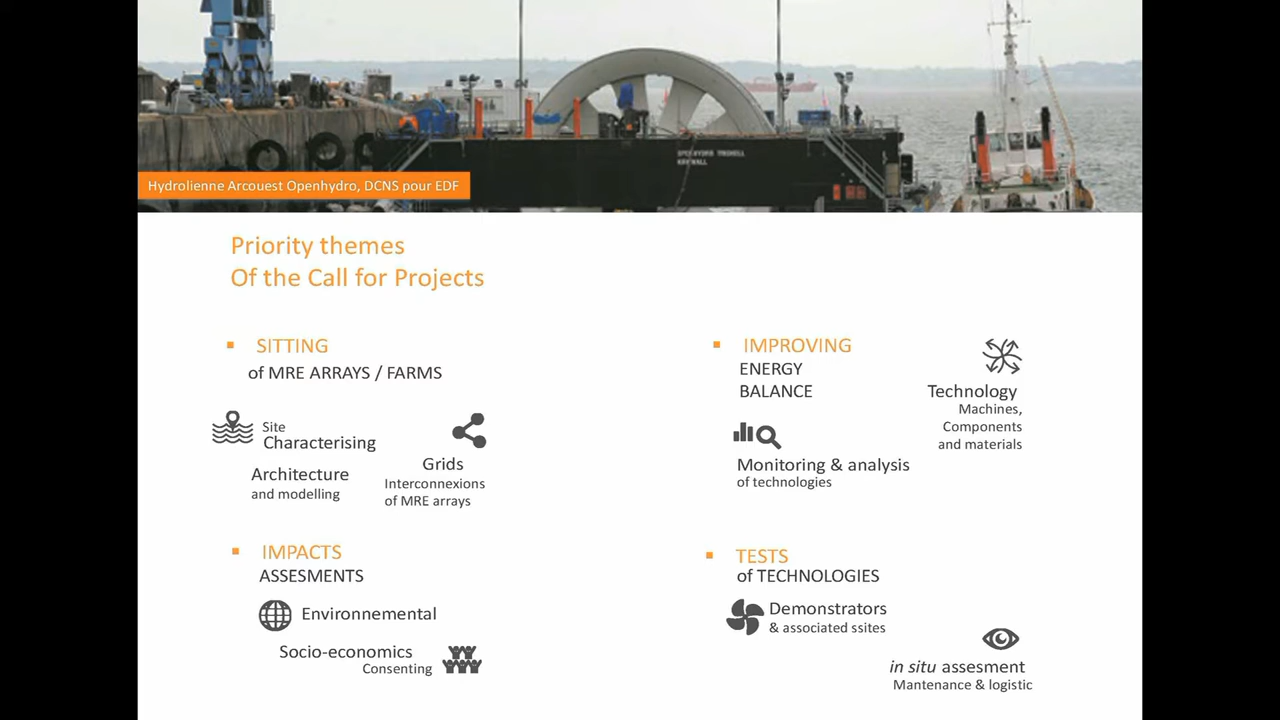 OPENHYDRO TRISKELL
Hydrolienne Arcouest Openhydro, DCNS pour EDF
Priority themes
Of the Call for Projects
SITTING
of MRE ARRAYS / FARMS
Site
Characterising
Architecture
and modelling
Grids
Interconnexions
of MRE arrays
IMPROVING
ENERGY
BALANCE
Technology
Machines,
Components
and materials
Monitoring & analysis
of technologies
IMPACTS
ASSESMENTS
Environnemental
Socio-economics
Consenting
TESTS
of TECHNOLOGIES
Demonstrators
& associated ssites
in situ assesment
Mantenance & logistic